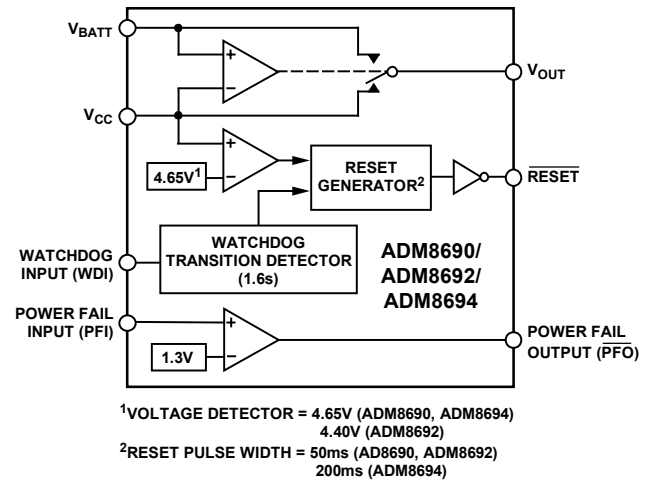 VBATT
+
−
VOUT
VCC
+
4.65V1
−
RESET
GENERATOR2
RESET
WATCHDOG
INPUT (WDI)
WATCHDOG
TRANSITION DETECTOR
(1.6s)
ADM8690/
ADM8692/
ADM8694
POWER FAIL
INPUT (PFI)
+
1.3V
−
POWER FAIL
OUTPUT (PFO)
1VOLTAGE DETECTOR = 4.65V (ADM8690, ADM8694)
4.40V (ADM8692)
2RESET PULSE WIDTH = 50ms (AD8690, ADM8692)
200ms (ADM8694)